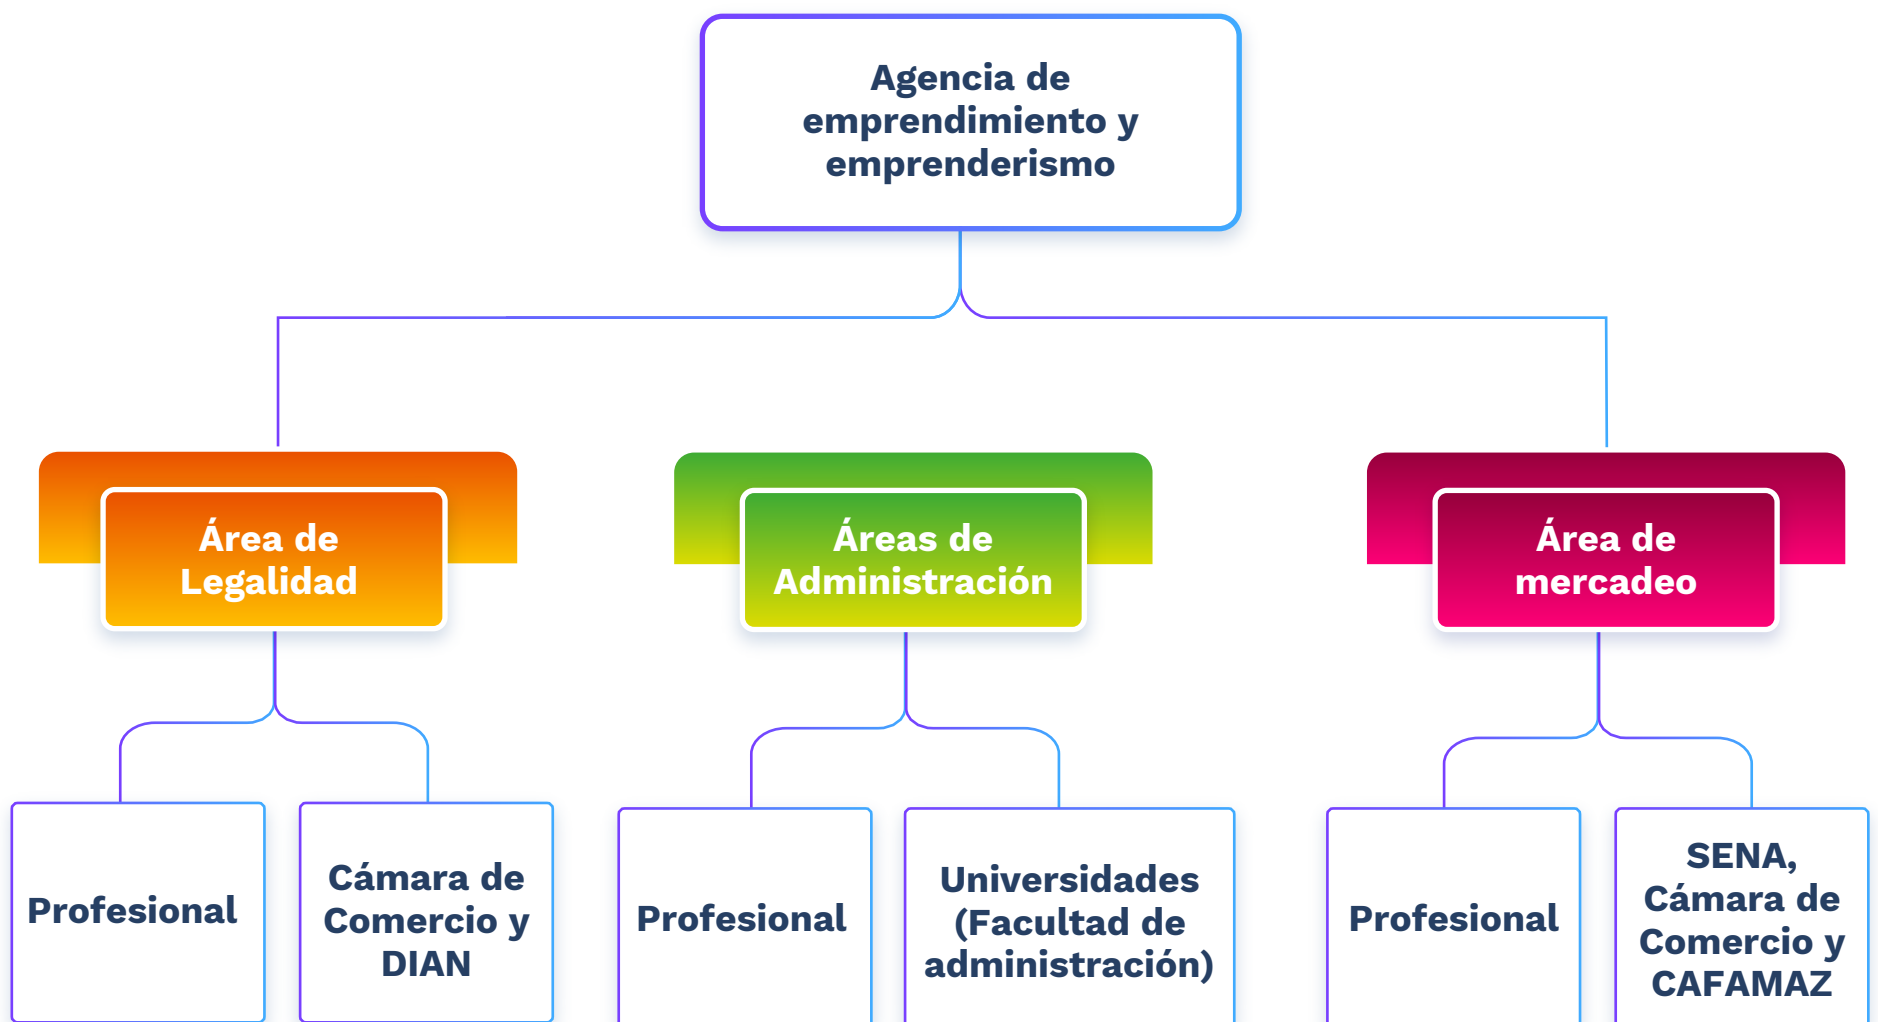 Agencia de
emprendimiento y
emprenderismo
Área de
Legalidad
Áreas de
Administración
Área de
mercadeo
Profesional
Cámara de
Comercio y
DIAN
Profesional
Universidades
(Facultad de
administración)
Profesional
SENA,
Cámara de
Comercio y
CAFAMAZ